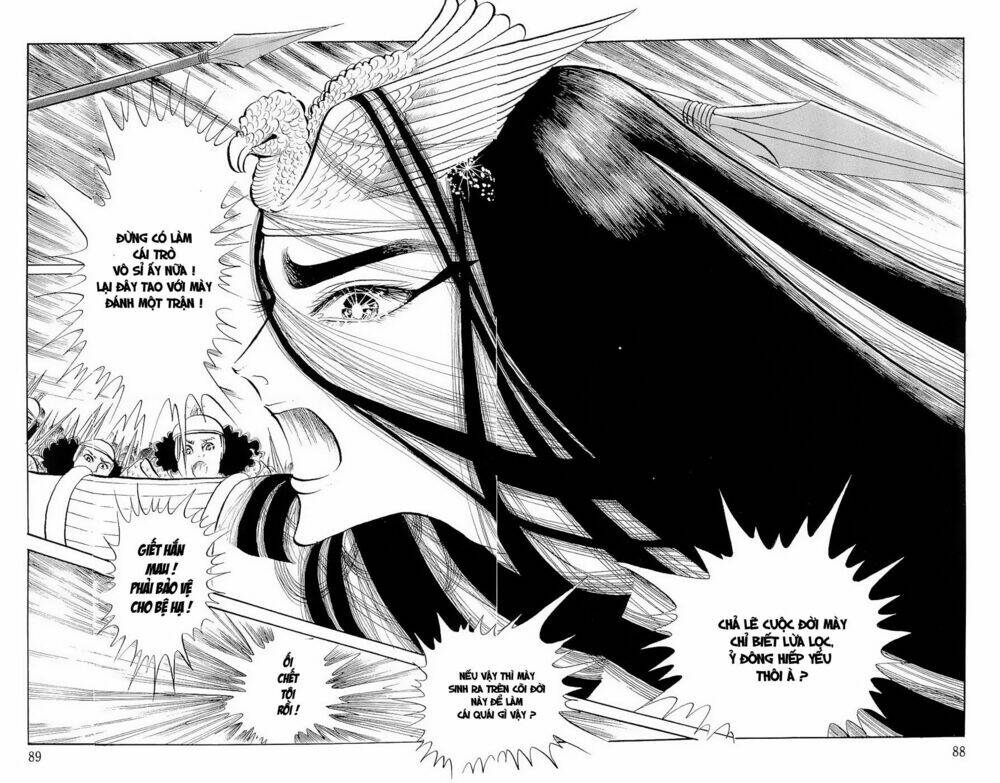 CHẢ LẼ CUỘC ĐỜI MÀY
CHỈ BIẾT LỪA LỌC,
Ỷ ĐÔNG HIẾP YẾU
THÔI À ?
NẾU VẬY THÌ MÀY
SINH RA TRÊN CÕI ĐỜI
NÀY ĐỂ LÀM
CÁI QUÁI GÌ VẬY ?
ĐỪNG CÓ LÀM
CÁI TRÒ
VÔ SỈ ẤY NỮA !
LẠI ĐÂY TAO VỚI MÀY
ĐÁNH MỘT TRẬN !
GIẾT HẮN
MAU !
PHẢI BẢO VỆ
CHO BỆ HẠ !
ỐI
CHẾT
TÔI
RỒI !
88
89